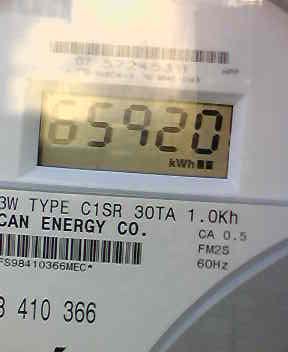 65920
kWh
3W TYPE C1SR 30TA 1.0Kh
CAN ENERGY CO.
CA 0.5
FM2S
60Hz
FS98410366MEC*
8 410 366